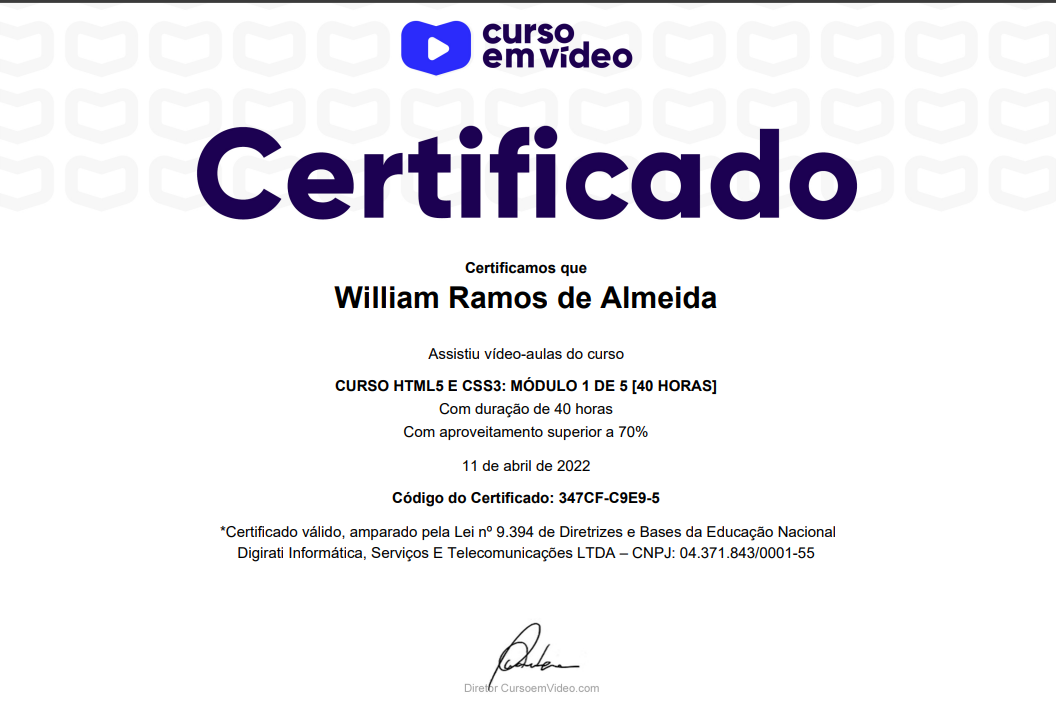 curso
em vídeo
Certificado
Certificamos que
William Ramos de Almeida
Assistiu vídeo-aulas do curso
CURSO HTML5 E CSS3: MÓDULO 1 DE 5 [40 HORAS]
Com duração de 40 horas
Com aproveitamento superior a 70%
11 de abril de 2022
Código do Certificado: 347CF-C9E9-5
*Certificado válido, amparado pela Lei nº 9.394 de Diretrizes e Bases da Educação Nacional
Digirati Informática, Serviços E Telecomunicações LTDA – CNPJ: 04.371.843/0001-55
Diretor CursoemVideo.com